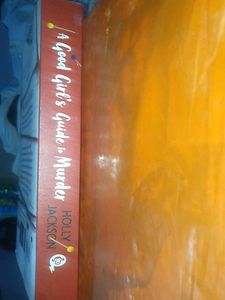 A Good Girl's Guide to Murder
HOLLY
JACKSON